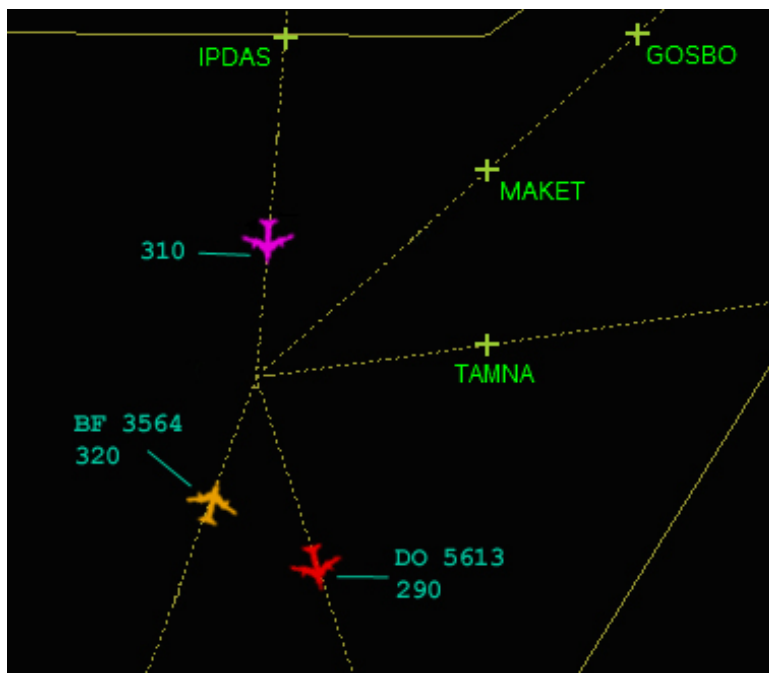 IPDAS
GOSBO
MAKET
310
TAMNA
BF 3564
320
DO 5613
290